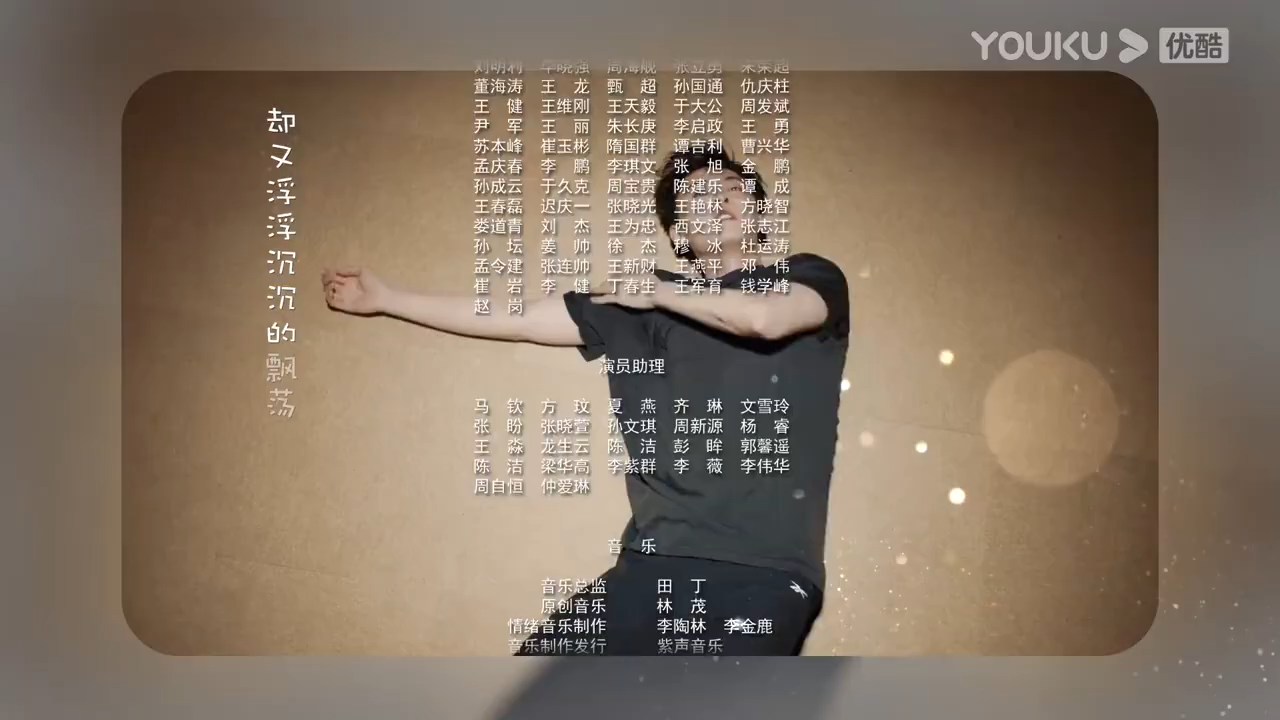 YOUKU 优酷
却又浮浮沉沉的飘荡
董海涛 王 龙 甄 超 孙国通 仇庆柱
王 健 王维刚 王天毅 于大公 周发斌
尹 军 王 丽 朱长庚 李启政 王 勇
苏本峰 崔玉彬 隋国群 谭吉利 曹兴华
孟庆春 李 鹏 李琪文 张 旭 金 鹏
孙成云 于久克 周宝贵 陈建乐 谭 成
王春磊 迟庆一 张晓光 王艳林 方晓智
娄道青 刘 杰 王为忠 西文泽 张志江
孙 坛 姜 帅 徐 杰 穆 冰 杜运涛
孟令建 张连帅 王新财 王燕平 邓 伟
崔 岩 李 健 丁春生 王军育 钱学峰
赵 岗
演员助理
马 钦 方 玟 夏 燕 齐 琳 文雪玲
张 盼 张晓萱 孙文琪 周新源 杨 睿
王 淼 龙生云 陈 洁 彭 眸 郭馨遥
陈 洁 梁华高 李紫群 李 薇 李伟华
周自恒 仲爱琳
音 乐
音乐总监 田 丁
原创音乐 林 茂
情绪音乐制作 李陶林 李金鹿
音乐制作发行 紫声音乐